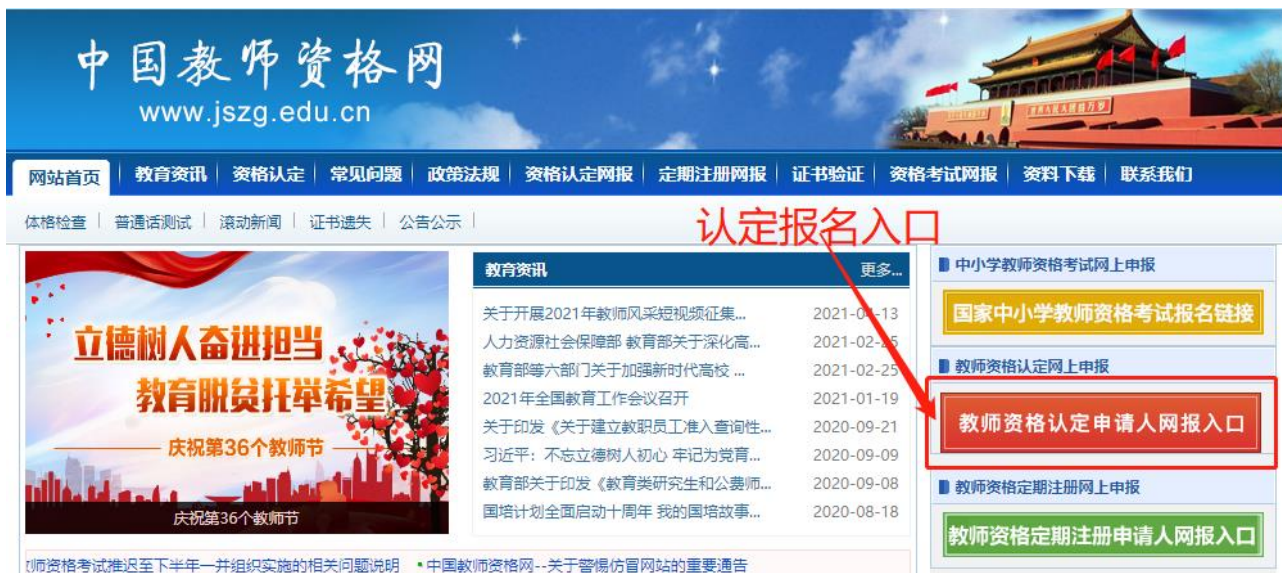 中国教师资格网
www.jszg.edu.cn
网站首页 教育资讯 资格认定 常见问题 政策法规 资格认定网报 定期注册网报 证书验证 资格考试网报 资料下载 联系我们
体格检查 普通话测试 滚动新闻 证书遗失 公告公示
认定报名入口
立德树人奋进担当
教育脱贫托举希望
庆祝第36个教师节
庆祝第36个教师节
教育资讯 更多...
关于开展2021年教师风采短视频征集... 2021-04-13
人力资源社会保障部 教育部关于深化高... 2021-02-25
教育部等六部门关于加强新时代高校 ... 2021-02-25
2021年全国教育工作会议召开 2021-01-19
关于印发《关于建立教职员工准入查询性... 2020-09-21
习近平：不忘立德树人初心 牢记为党育... 2020-09-09
教育部关于印发《教育类研究生和公费师... 2020-09-08
国培计划全面启动十周年 我的国培故事... 2020-08-18
中小学教师资格考试网上申报
国家中小学教师资格考试报名链接
教师资格认定网上申报
教师资格认定申请人网报入口
教师资格定期注册网上申报
教师资格定期注册申请人网报入口
师资格考试推迟至下半年一并组织实施的相关问题说明 •中国教师资格网--关于警惕仿冒网站的重要通告